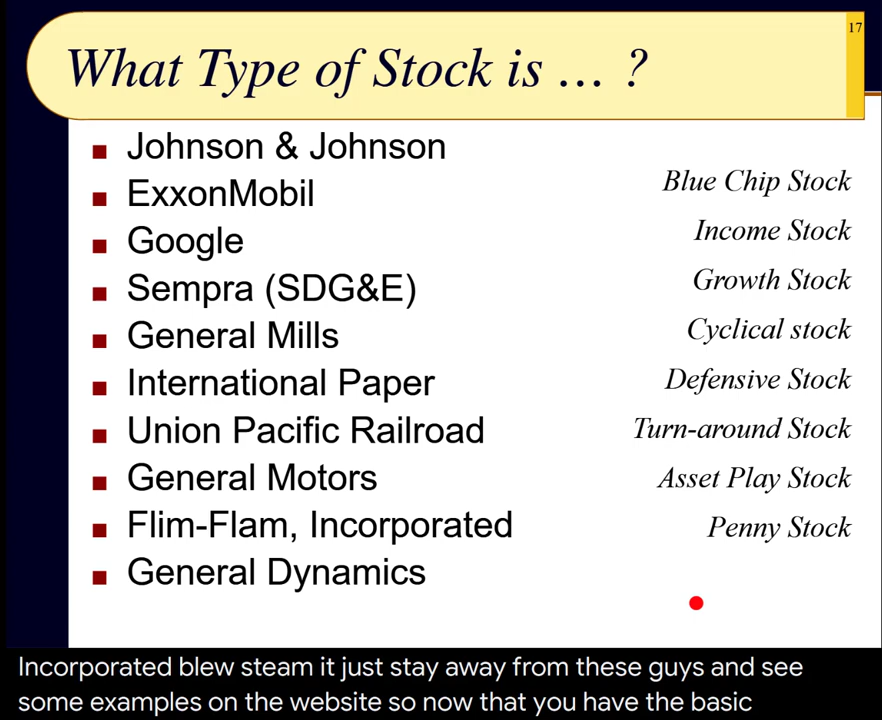 17
What Type of Stock is … ?
Johnson & Johnson
ExxonMobil
Google
Sempra (SDG&E)
General Mills
International Paper
Union Pacific Railroad
General Motors
Flim-Flam, Incorporated
General Dynamics
Blue Chip Stock
Income Stock
Growth Stock
Cyclical stock
Defensive Stock
Turn-around Stock
Asset Play Stock
Penny Stock
Incorporated blew steam it just stay away from these guys and see
some examples on the website so now that you have the basic